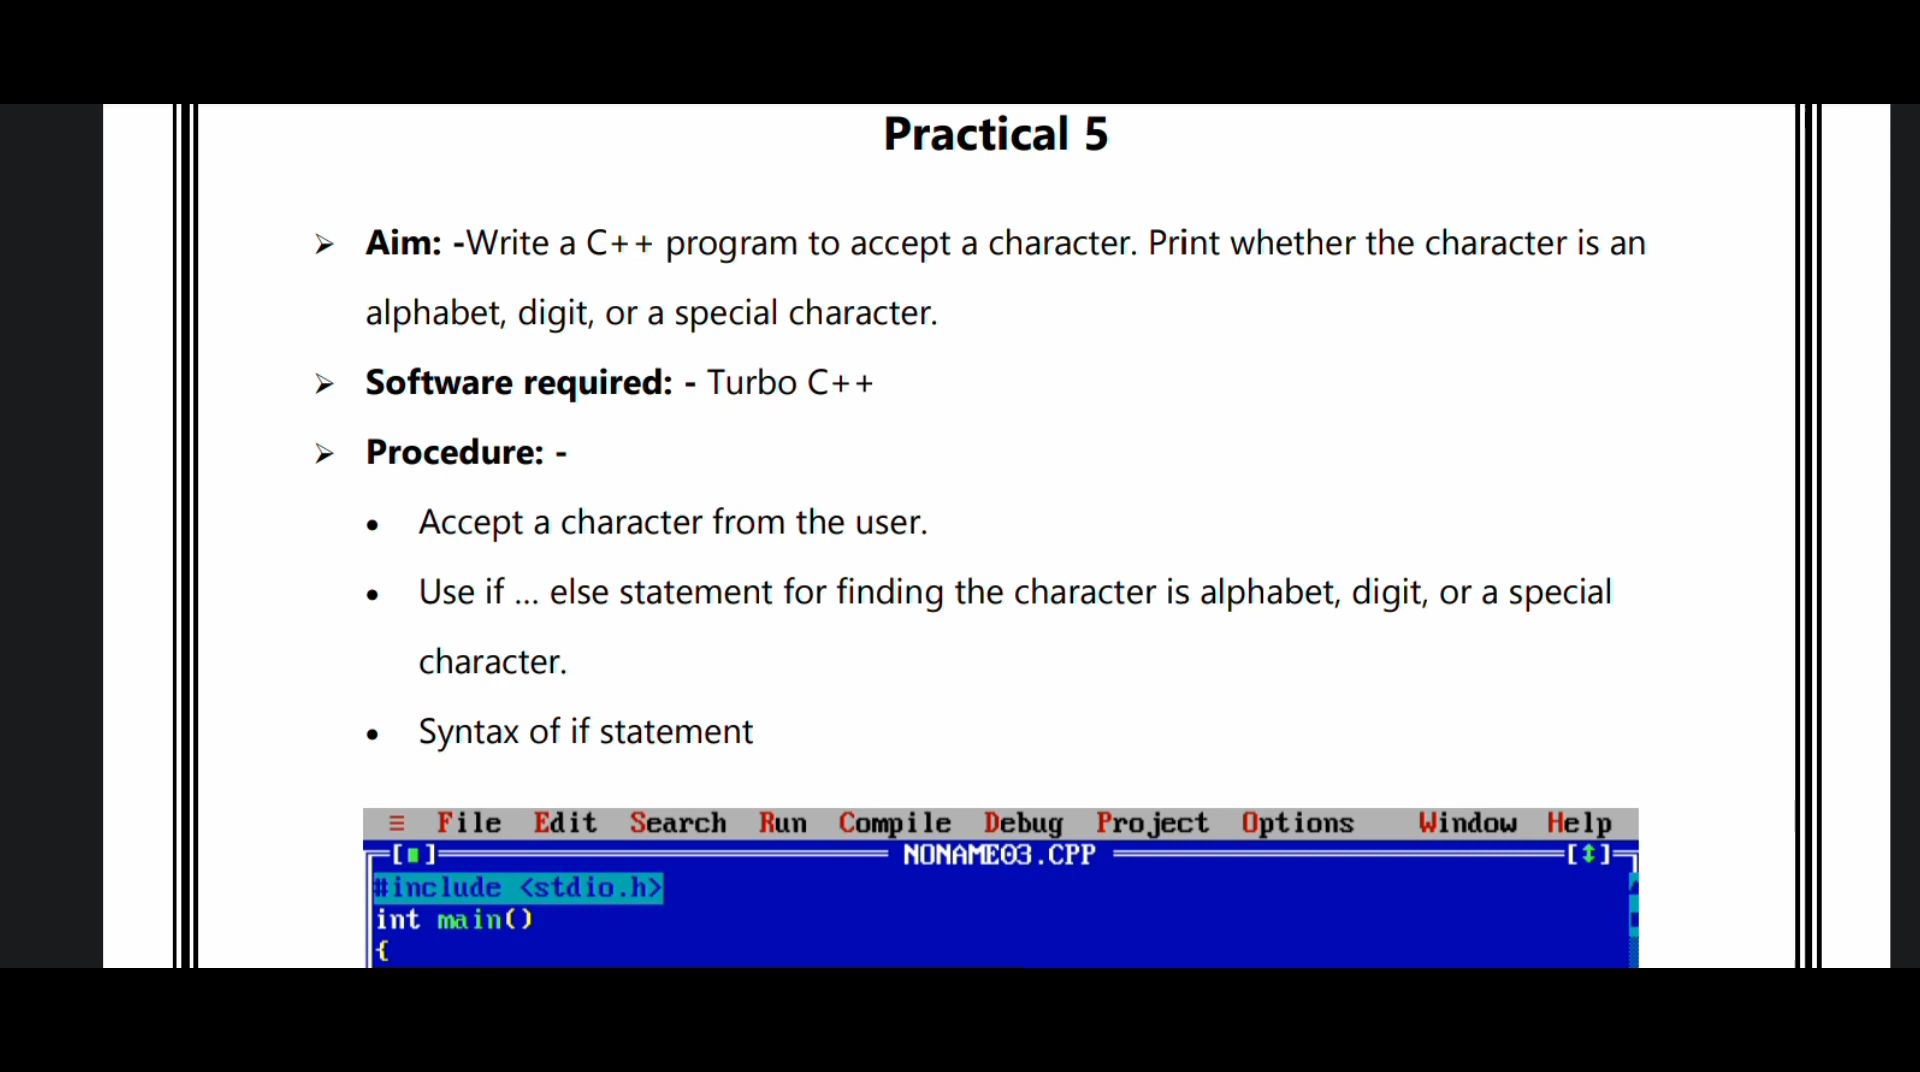 Practical 5
➢ Aim: -Write a C++ program to accept a character. Print whether the character is an
alphabet, digit, or a special character.
➢ Software required: - Turbo C++
➢ Procedure: -
• Accept a character from the user.
• Use if ... else statement for finding the character is alphabet, digit, or a special
character.
• Syntax of if statement
≡ File Edit Search Run Compile Debug Project Options Window Help
[■] NONAME03.CPP [↕]
#include <stdio.h>
int main()
{